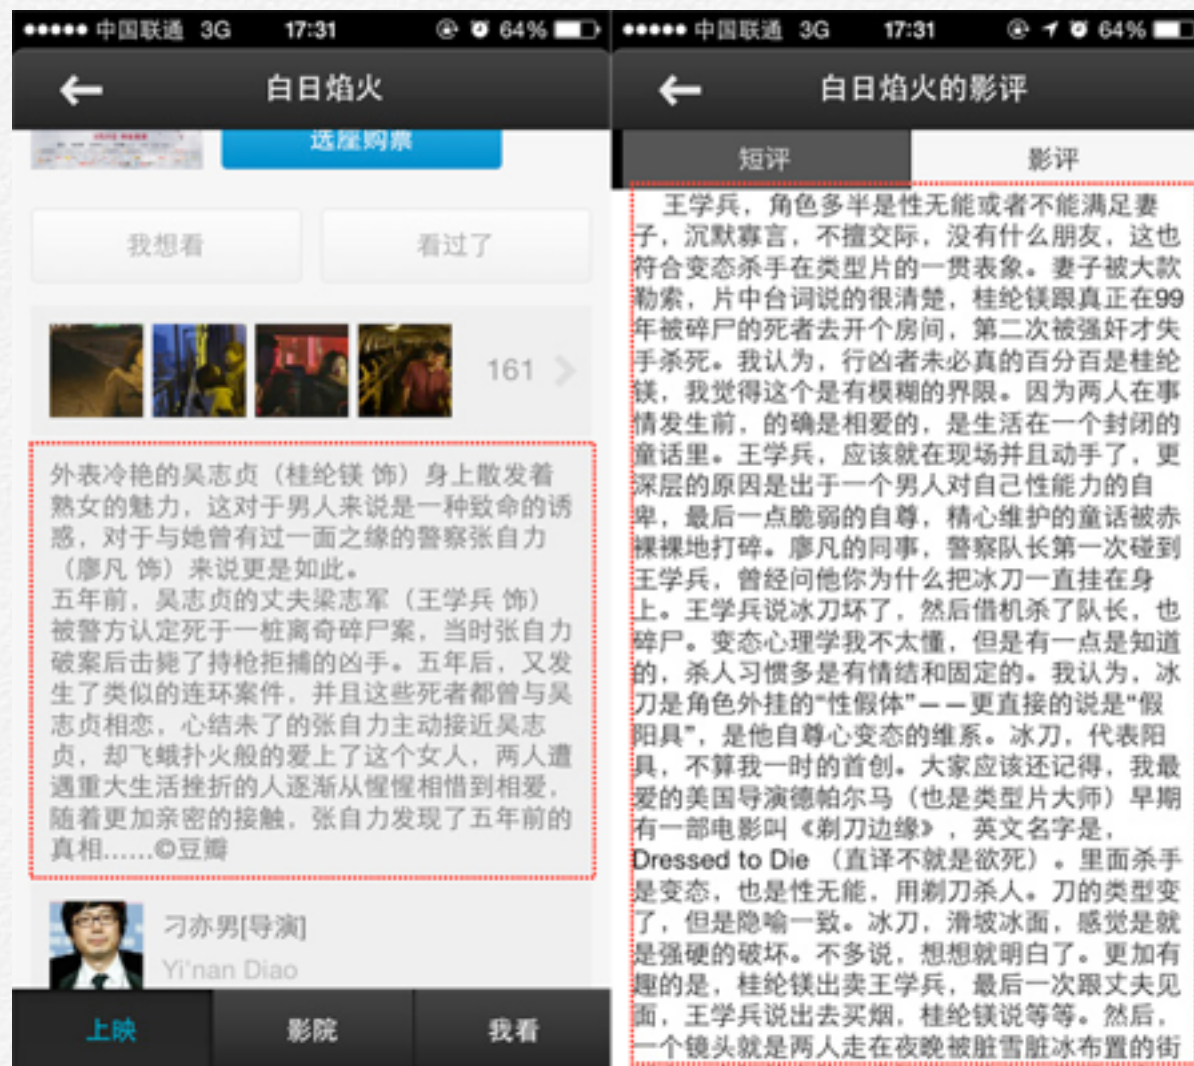 中国联通 3G 17:31 64%
白日焰火
选座购票
我想看 看过了
161
外表冷艳的吴志贞（桂纶镁 饰）身上散发着
熟女的魅力，这对于男人来说是一种致命的诱
惑，对于与她曾有过一面之缘的警察张自力
（廖凡 饰）来说更是如此。
五年前，吴志贞的丈夫梁志军（王学兵 饰）
被警方认定死于一桩离奇碎尸案，当时张自力
破案后击毙了持枪拒捕的凶手。五年后，又发
生了类似的连环案件，并且这些死者都曾与吴
志贞相恋，心结未了的张自力主动接近吴志
贞，却飞蛾扑火般的爱上了这个女人，两人遭
遇重大生活挫折的人逐渐从惺惺相惜到相爱，
随着更加亲密的接触，张自力发现了五年前的
真相……©豆瓣
刁亦男[导演]
Yi'nan Diao
上映 影院 我看
中国联通 3G 17:31 64%
白日焰火的影评
短评 影评
王学兵，角色多半是性无能或者不能满足妻
子，沉默寡言，不擅交际，没有什么朋友，这也
符合变态杀手在类型片的一贯表象。妻子被大款
勒索，片中台词说的很清楚，桂纶镁跟真正在99
年被碎尸的死者去开个房间，第二次被强奸才失
手杀死。我认为，行凶者未必真的百分百是桂纶
镁，我觉得这个是有模糊的界限。因为两人在事
情发生前，的确是相爱的，是生活在一个封闭的
童话里。王学兵，应该就在现场并且动手了，更
深层的原因是出于一个男人对自己性能力的自
卑，最后一点脆弱的自尊，精心维护的童话被赤
裸裸地打碎。廖凡的同事，警察队长第一次碰到
王学兵，曾经问他你为什么把冰刀一直挂在身
上。王学兵说冰刀坏了，然后借机杀了队长，也
碎尸。变态心理学我不太懂，但是有一点是知道
的，杀人习惯多是有情结和固定的。我认为，冰
刀是角色外挂的“性假体”——更直接的说是“假
阳具”，是他自尊心变态的维系。冰刀，代表阳
具，不算我一时的首创。大家应该还记得，我最
爱的美国导演德帕尔马（也是类型片大师）早期
有一部电影叫《剃刀边缘》，英文名字是，
Dressed to Die （直译不就是欲死）。里面杀手
是变态，也是性无能，用剃刀杀人。刀的类型变
了，但是隐喻一致。冰刀，滑坡冰面，感觉是就
是强硬的破坏。不多说，想想就明白了。更加有
趣的是，桂纶镁出卖王学兵，最后一次跟丈夫见
面，王学兵说出去买烟，桂纶镁说等等。然后，
一个镜头就是两人走在夜晚被脏雪脏冰布置的街